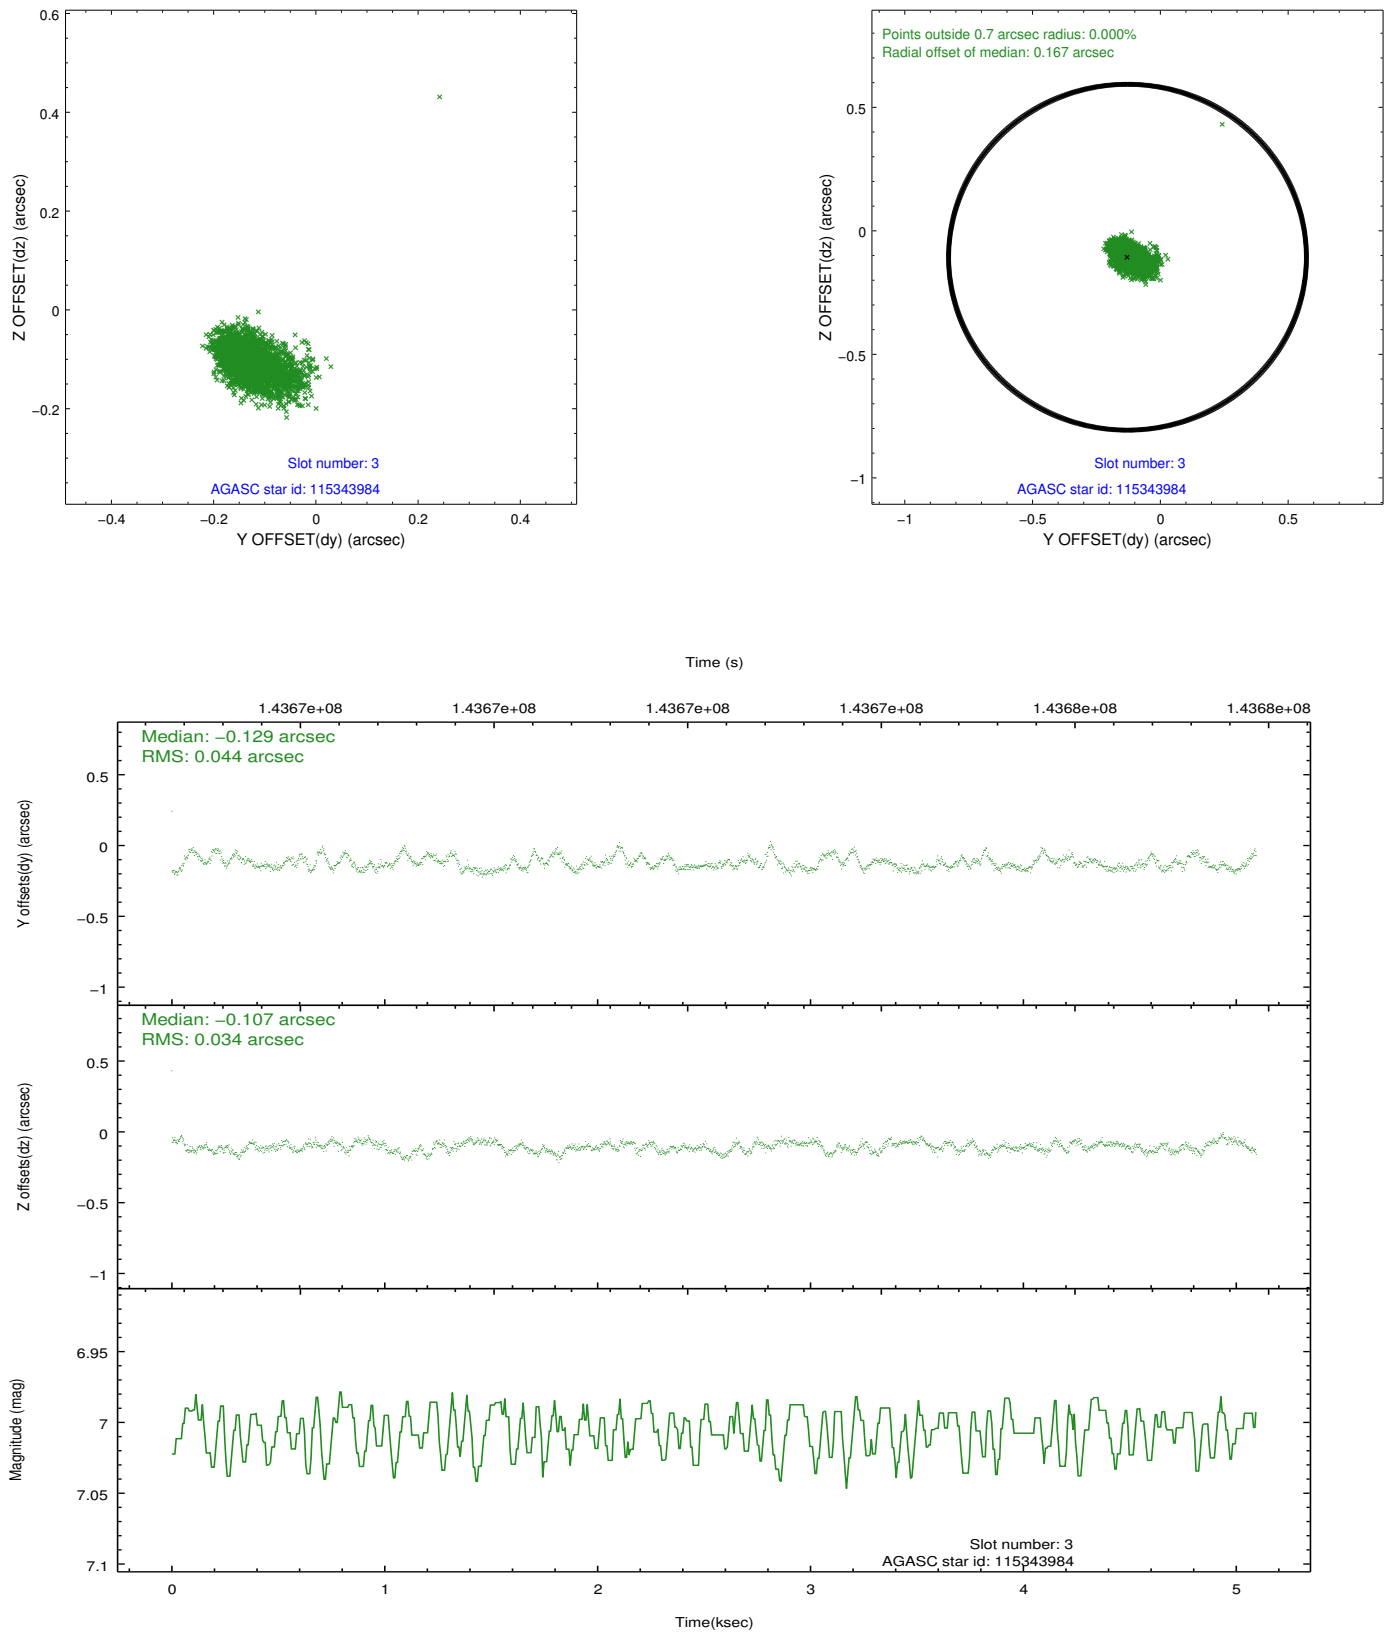 0.6
0.4
0.2
0
−0.2
Z OFFSET(dz) (arcsec)
Slot number: 3
AGASC star id: 115343984
−0.4 −0.2 0 0.2 0.4
Y OFFSET(dy) (arcsec)
Points outside 0.7 arcsec radius: 0.000%
Radial offset of median: 0.167 arcsec
0.5
0
−0.5
−1
Z OFFSET(dz) (arcsec)
Slot number: 3
AGASC star id: 115343984
−1 −0.5 0 0.5
Y OFFSET(dy) (arcsec)
Time (s)
1.4367e+08 1.4367e+08 1.4367e+08 1.4367e+08 1.4368e+08 1.4368e+08
Median: −0.129 arcsec
RMS: 0.044 arcsec
0.5
0
−0.5
−1
Y offsets(dy) (arcsec)
Median: −0.107 arcsec
RMS: 0.034 arcsec
0.5
0
−0.5
−1
Z offsets(dz) (arcsec)
6.95
7
7.05
7.1
Magnitude (mag)
Slot number: 3
AGASC star id: 115343984
0 1 2 3 4 5
Time(ksec)